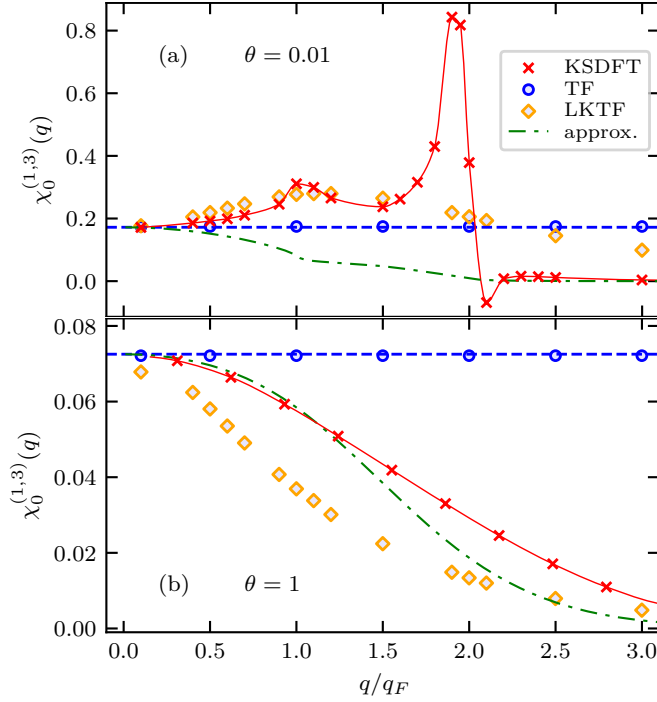 0.8
0.6
0.4
0.2
0.0
χ₀^(1,3)(q)
(a) θ = 0.01
KSDFT
TF
LKTF
approx.
0.08
0.06
0.04
0.02
0.00
χ₀^(1,3)(q)
(b) θ = 1
0.0 0.5 1.0 1.5 2.0 2.5 3.0
q/q_F